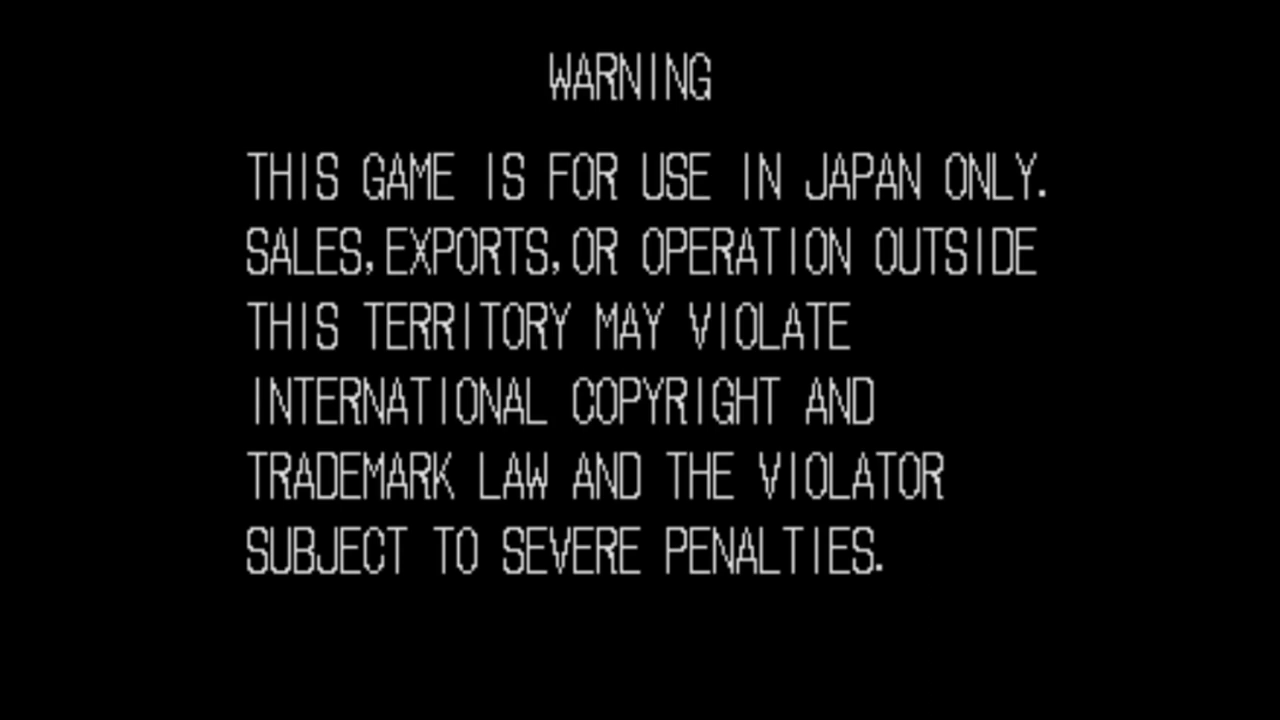 WARNING
THIS GAME IS FOR USE IN JAPAN ONLY.
SALES,EXPORTS,OR OPERATION OUTSIDE
THIS TERRITORY MAY VIOLATE
INTERNATIONAL COPYRIGHT AND
TRADEMARK LAW AND THE VIOLATOR
SUBJECT TO SEVERE PENALTIES.